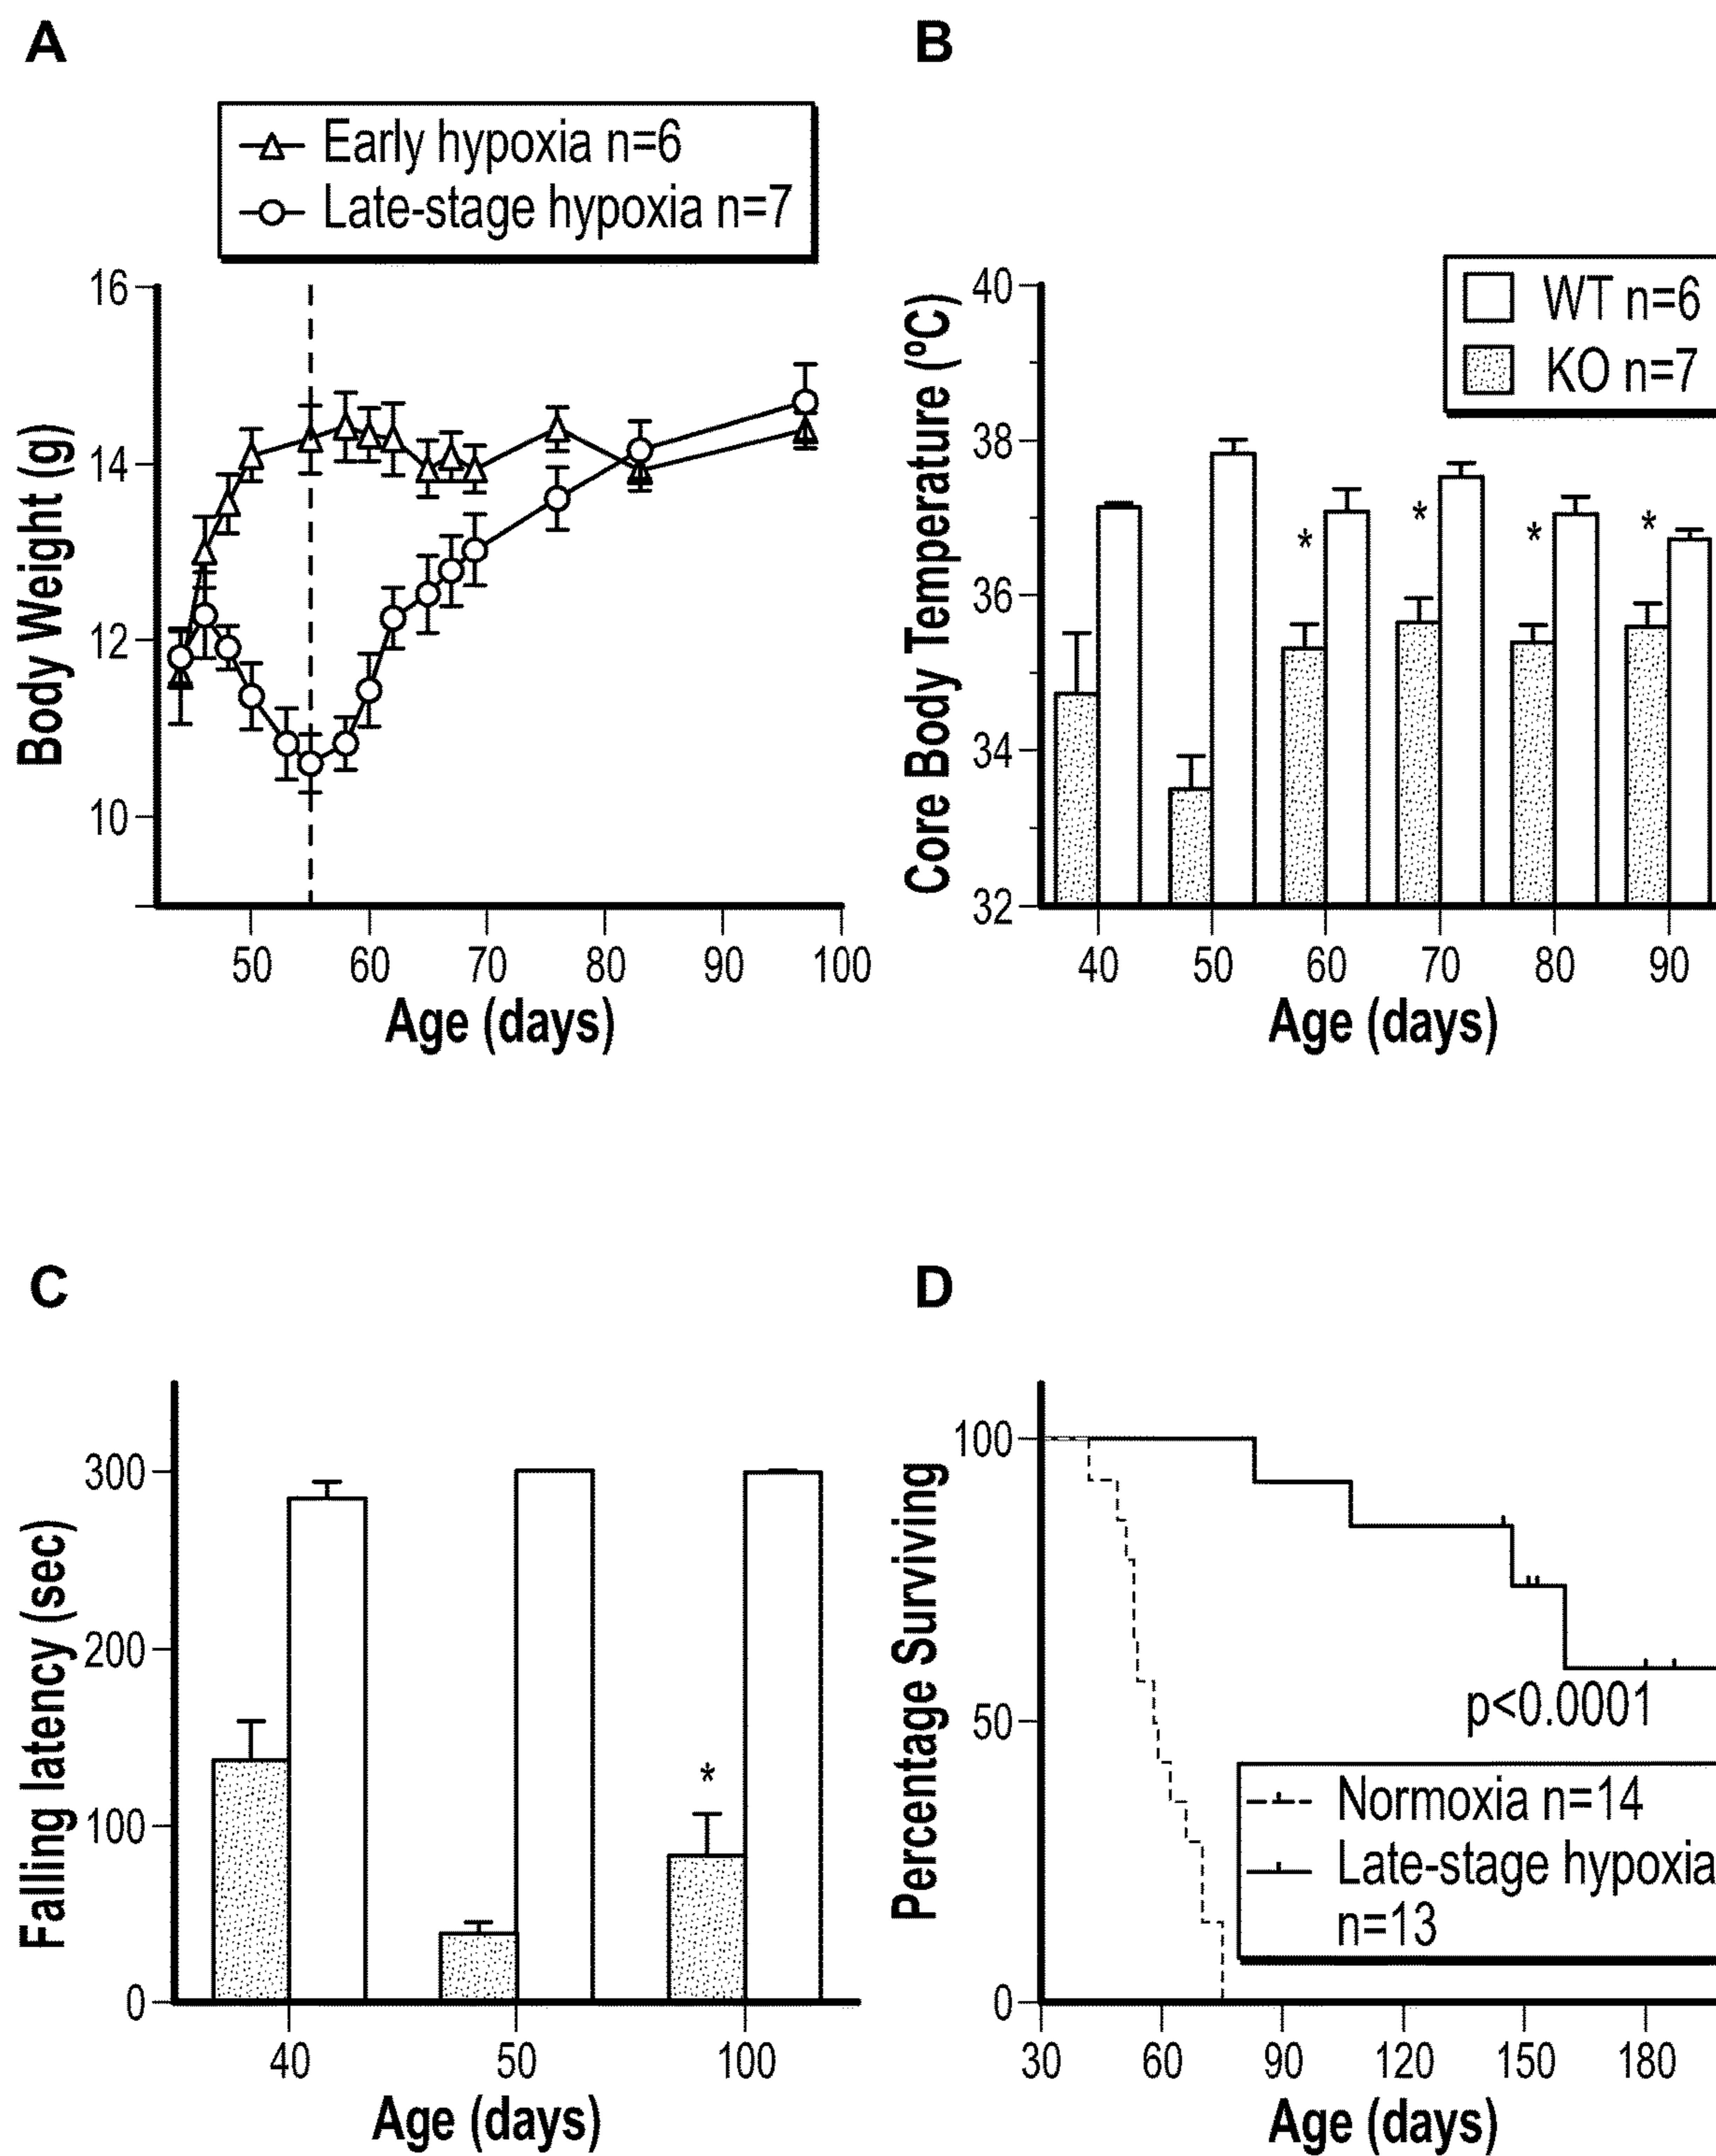 A
Early hypoxia n=6
Late-stage hypoxia n=7
16
14
12
10
Body Weight (g)
50 60 70 80 90 100
Age (days)
B
WT n=6
KO n=7
40
38
36
34
32
Core Body Temperature (ºC)
* * * *
40 50 60 70 80 90
Age (days)
C
300
200
100
0
Falling latency (sec)
*
40 50 100
Age (days)
D
100
50
0
Percentage Surviving
p<0.0001
Normoxia n=14
Late-stage hypoxia
n=13
30 60 90 120 150 180
Age (days)